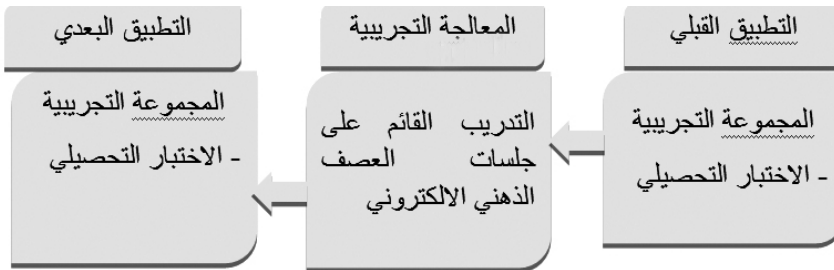 التطبيق القبلي
المجموعة التجريبية
- الاختبار التحصيلي
المعالجة التجريبية
التدريب القائم على
جلسات العصف
الذهني الالكتروني
التطبيق البعدي
المجموعة التجريبية
- الاختبار التحصيلي